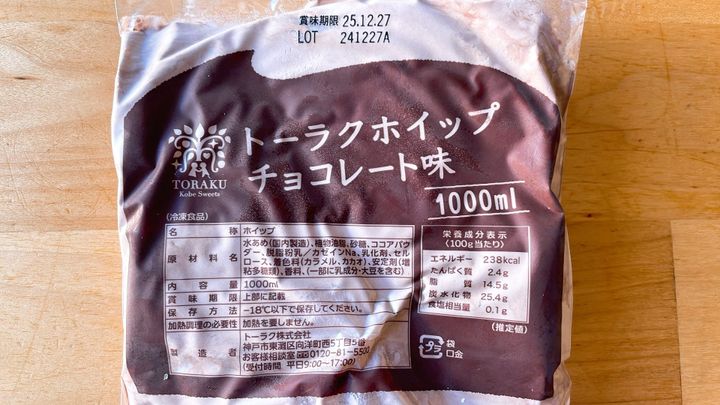 賞味期限 25.12.27
LOT 241227A
トーラクホイップ
チョコレート味
1000ml
TORAKU
Kobe Sweets
(冷凍食品)
名 称 ホイップ
原材料名 水あめ(国内製造)、植物油脂、砂糖、ココアパウ
ダー、脱脂粉乳/カゼインNa、乳化剤、セル
ロース、着色料(カラメル、カカオ)、安定剤(増
粘多糖類)、香料、(一部に乳成分・大豆を含む)
内 容 量 1000ml
賞味期限 上部に記載
保存方法 -18℃以下で保存してください。
加熱調理の必要性 加熱を要しません。
製 造 者 トーラク株式会社
神戸市東灘区向洋町西5丁目5番
お客様相談室 0120-81-5500
(受付時間 平日9:00~17:00)
栄養成分表示
(100g当たり)
エネルギー 238kcal
たんぱく質 2.4g
脂 質 14.5g
炭水化物 25.4g
食塩相当量 0.1g
(推定値)
プラ
袋
口金